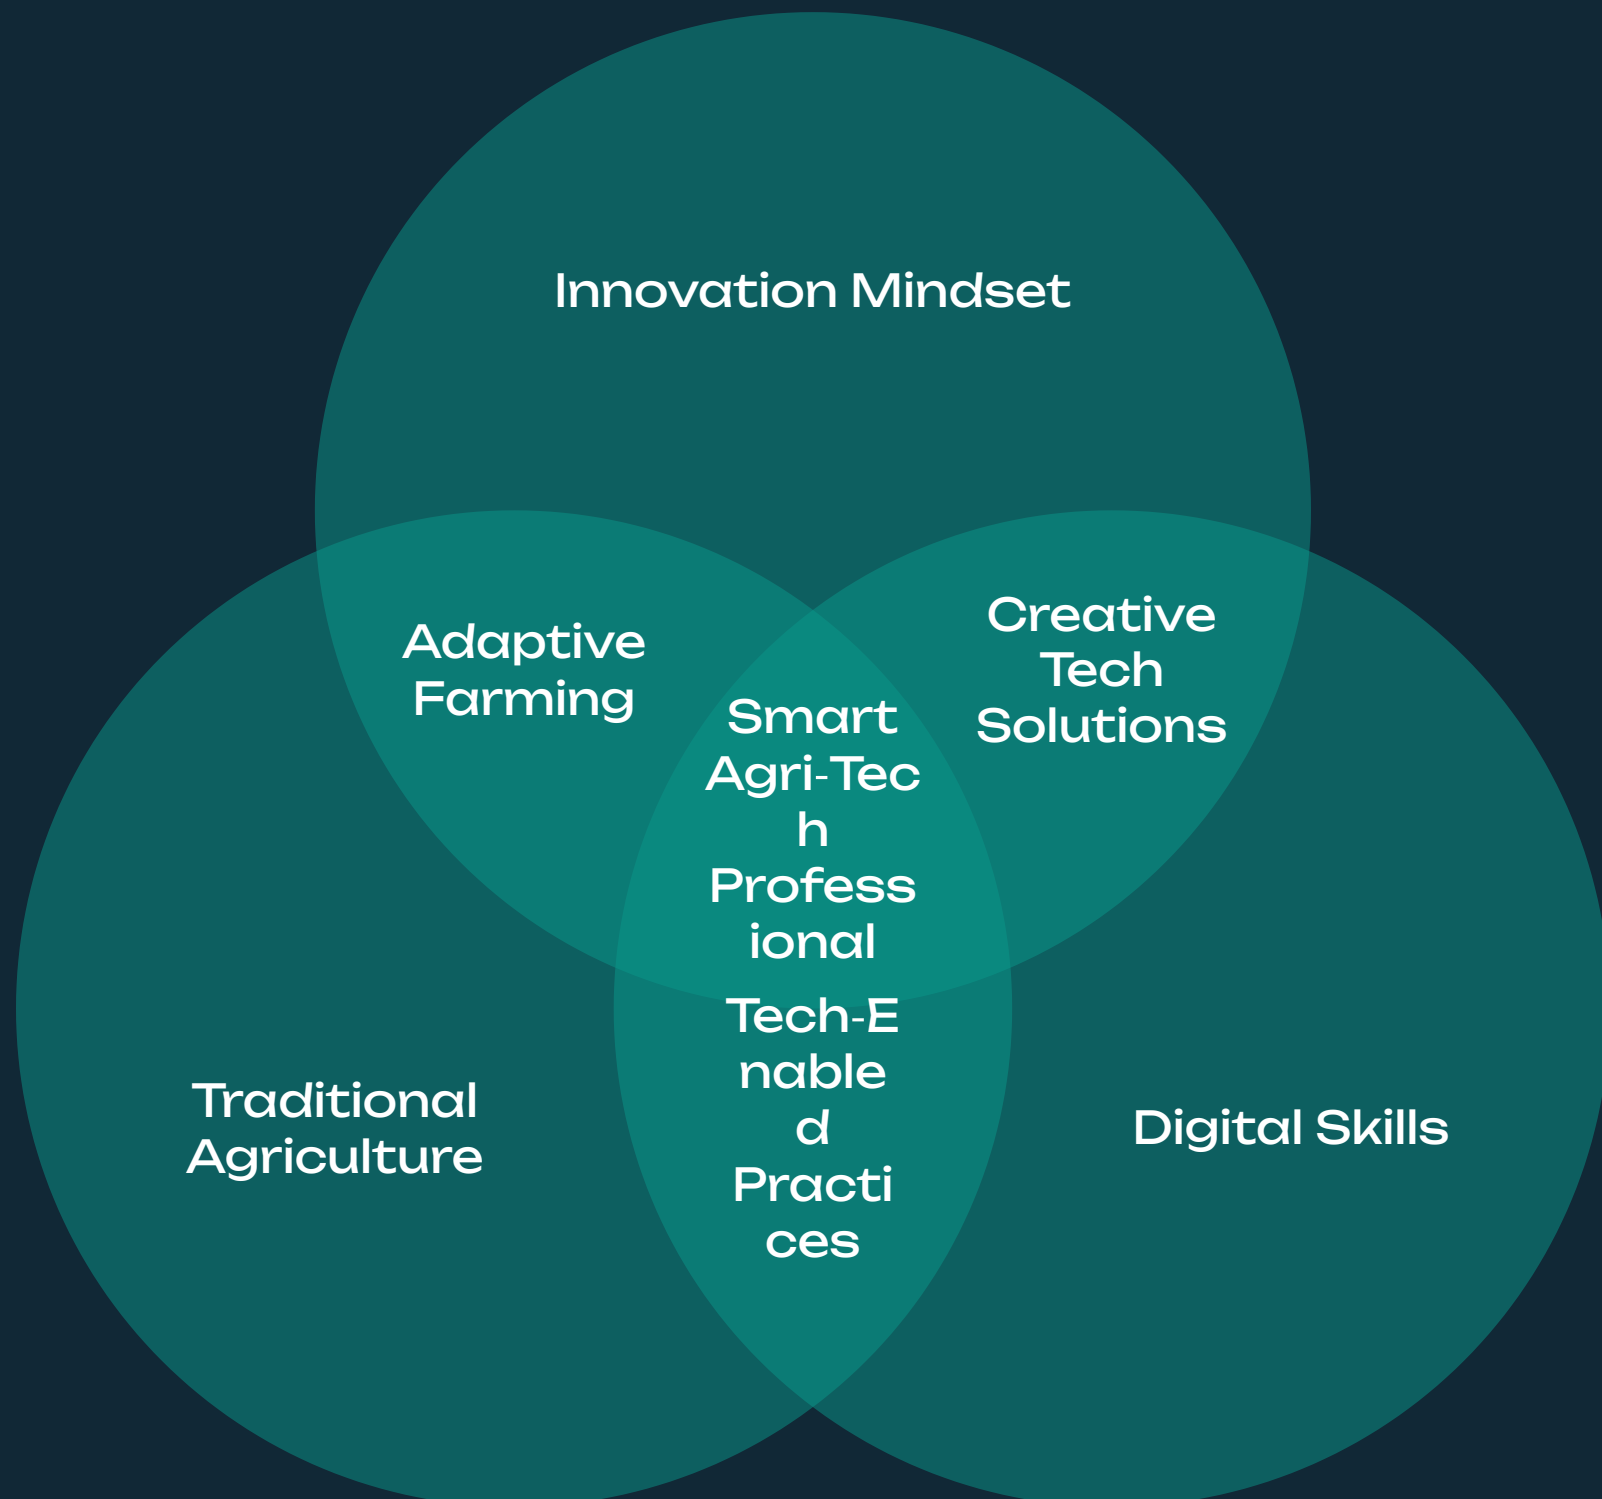 Innovation Mindset
Adaptive
Farming
Creative
Tech
Solutions
Smart
Agri-Tec
h
Profess
ional
Tech-E
nable
d
Practi
ces
Traditional
Agriculture
Digital Skills